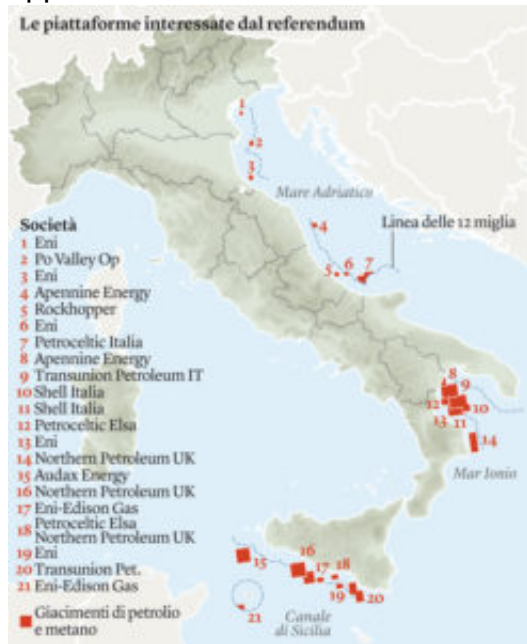 Le piattaforme interessate dal referendum
1
2
3
Mare Adriatico
4
Linea delle 12 miglia
5 6 7
Società
1 Eni
2 Po Valley Op
3 Eni
4 Apennine Energy
5 Rockhopper
6 Eni
7 Petroceltic Italia
8 Apennine Energy
9 Transunion Petroleum IT
10 Shell Italia
11 Shell Italia
12 Petroceltic Elsa
13 Eni
14 Northern Petroleum UK
15 Audax Energy
16 Northern Petroleum UK
17 Eni-Edison Gas
18 Petroceltic Elsa
Northern Petroleum UK
19 Eni
20 Transunion Pet.
21 Eni-Edison Gas
Giacimenti di petrolio
e metano
8
9
12 10
13 11
14
Mar Ionio
15
16
17 18
19 20
21
Canale
di Sicilia